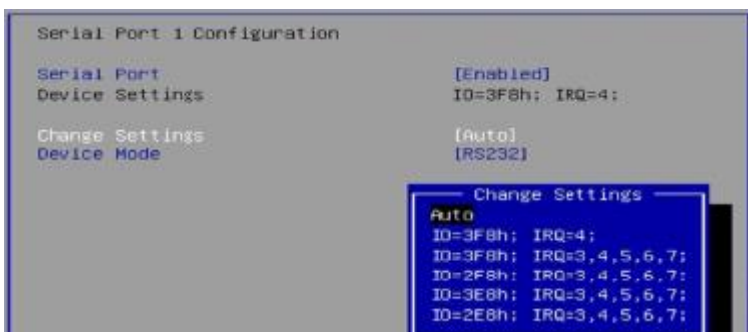 Serial Port 1 Configuration
Serial Port [Enabled]
Device Settings IO=3F8h; IRQ=4;
Change Settings [Auto]
Device Mode [RS232]
Change Settings
Auto
IO=3F8h; IRQ=4;
IO=3F8h; IRQ=3,4,5,6,7;
IO=2F8h; IRQ=3,4,5,6,7;
IO=3E8h; IRQ=3,4,5,6,7;
IO=2E8h; IRQ=3,4,5,6,7;